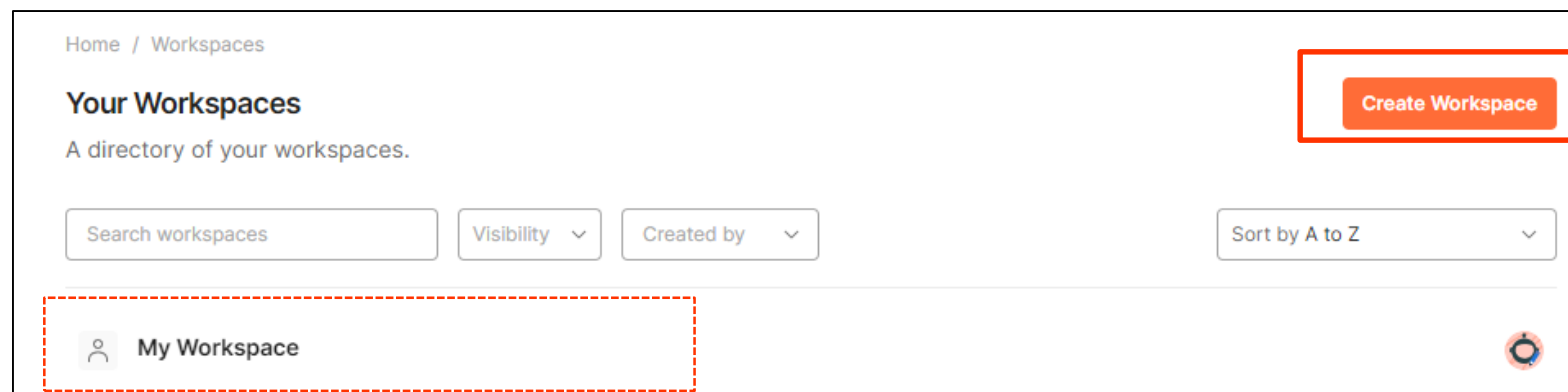 Home / Workspaces
Your Workspaces
Create Workspace
A directory of your workspaces.
Search workspaces
Visibility
Created by
Sort by A to Z
My Workspace